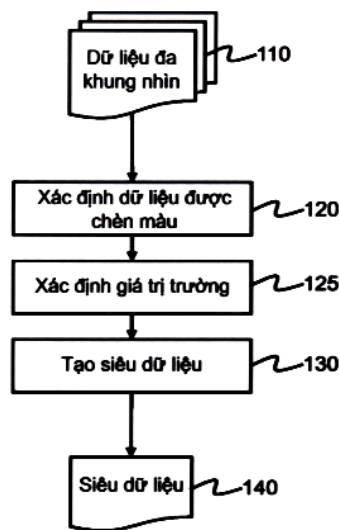 Dữ liệu đa
khung nhìn
110
Xác định dữ liệu được
chèn màu
120
Xác định giá trị trường
125
Tạo siêu dữ liệu
130
Siêu dữ liệu
140